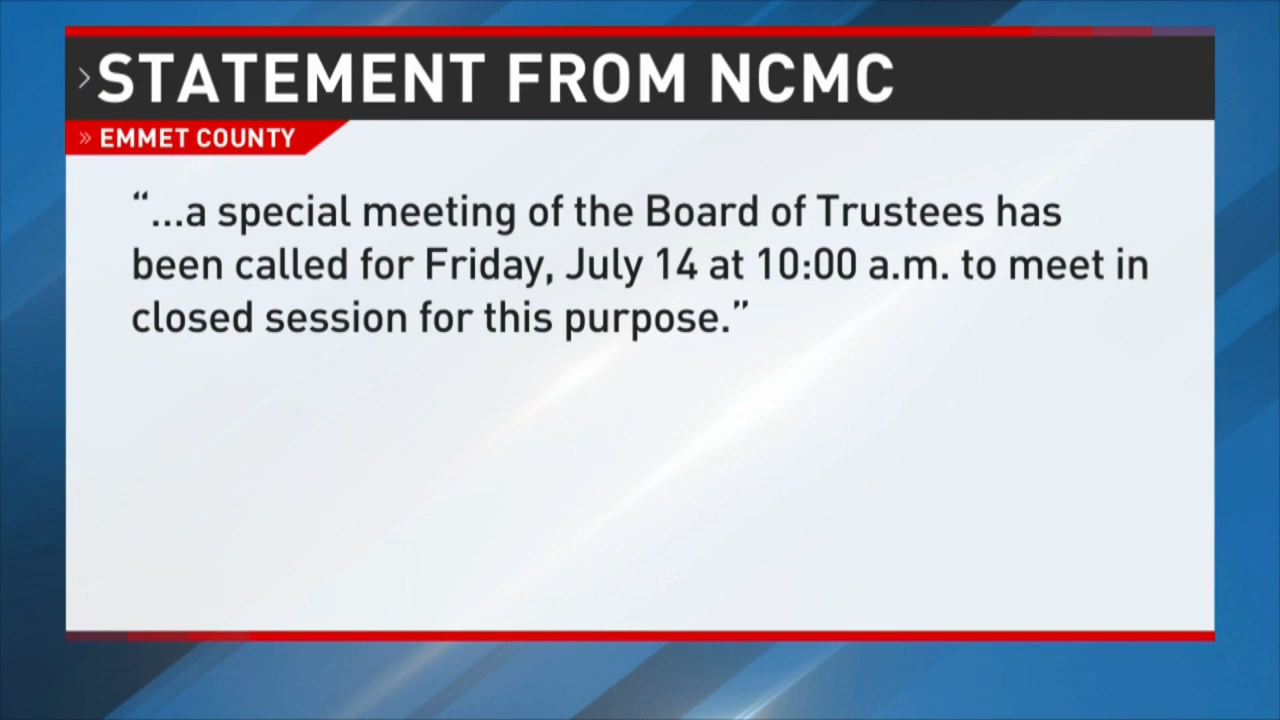 › STATEMENT FROM NCMC
» EMMET COUNTY
“...a special meeting of the Board of Trustees has
been called for Friday, July 14 at 10:00 a.m. to meet in
closed session for this purpose.”